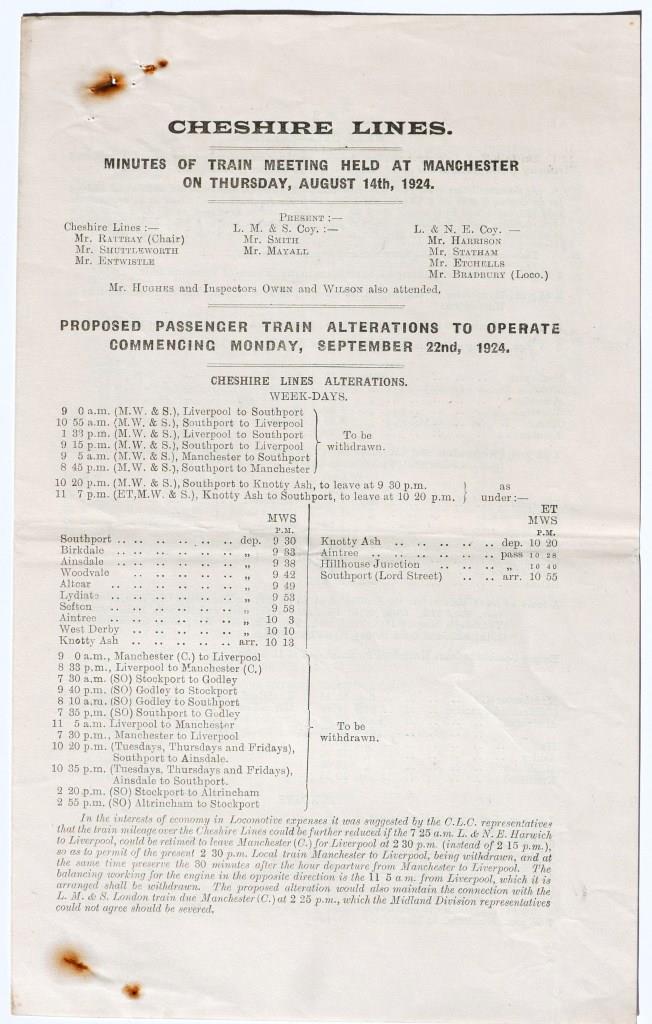 CHESHIRE LINES.
MINUTES OF TRAIN MEETING HELD AT MANCHESTER
ON THURSDAY, AUGUST 14th, 1924.
PRESENT :—
Cheshire Lines :—
Mr. RATTRAY (Chair)
Mr. SHUTTLEWORTH
Mr. ENTWISTLE
L. M. & S. Coy. :—
Mr. SMITH
Mr. MAYALL
L. & N. E. Coy. —
Mr. HARRISON
Mr. STATHAM
Mr. ETCHELLS
Mr. BRADBURY (Loco.)
Mr. HUGHES and Inspectors OWEN and WILSON also attended.
PROPOSED PASSENGER TRAIN ALTERATIONS TO OPERATE
COMMENCING MONDAY, SEPTEMBER 22nd, 1924.
CHESHIRE LINES ALTERATIONS.
WEEK-DAYS.
9 0 a.m. (M.W. & S.), Liverpool to Southport
10 55 a.m. (M.W. & S.), Southport to Liverpool
1 33 p.m. (M.W. & S.), Liverpool to Southport
9 15 p.m. (M.W. & S.), Southport to Liverpool
9 5 a.m. (M.W. & S.), Manchester to Southport
8 45 p.m. (M.W. & S.), Southport to Manchester
To be
withdrawn.
10 20 p.m. (M.W. & S.), Southport to Knotty Ash, to leave at 9 30 p.m.
11 7 p.m. (ET,M.W. & S.), Knotty Ash to Southport, to leave at 10 20 p.m.
as
under:—
MWS
P.M.
Southport .. .. .. .. .. .. dep. 9 30
Birkdale .. .. .. .. .. .. „ 9 33
Ainsdale .. .. .. .. .. .. „ 9 38
Woodvale .. .. .. .. .. „ 9 42
Altcar .. .. .. .. .. .. „ 9 49
Lydiate .. .. .. .. .. .. „ 9 53
Sefton .. .. .. .. .. .. „ 9 58
Aintree .. .. .. .. .. .. „ 10 3
West Derby .. .. .. .. .. „ 10 10
Knotty Ash .. .. .. .. .. arr. 10 13
ET
MWS
P.M.
Knotty Ash .. .. .. .. .. dep. 10 20
Aintree .. .. .. .. .. .. pass 10 28
Hillhouse Junction .. .. .. „ 10 40
Southport (Lord Street) .. .. arr. 10 55
9 0 a.m., Manchester (C.) to Liverpool
8 33 p.m., Liverpool to Manchester (C.)
7 30 a.m. (SO) Stockport to Godley
9 40 p.m. (SO) Godley to Stockport
8 10 a.m. (SO) Godley to Southport
7 35 p.m. (SO) Southport to Godley
11 5 a.m. Liverpool to Manchester
7 30 p.m., Manchester to Liverpool
10 20 p.m. (Tuesdays, Thursdays and Fridays),
Southport to Ainsdale.
10 35 p.m. (Tuesdays, Thursdays and Fridays),
Ainsdale to Southport.
2 20 p.m. (SO) Stockport to Altrincham
2 55 p.m. (SO) Altrincham to Stockport
To be
withdrawn.
In the interests of economy in Locomotive expenses it was suggested by the C.L.C. representatives
that the train mileage over the Cheshire Lines could be further reduced if the 7 25 a.m. L. & N. E. Harwich
to Liverpool, could be retimed to leave Manchester (C.) for Liverpool at 2 30 p.m. (instead of 2 15 p.m.),
so as to permit of the present 2 30 p.m. Local train Manchester to Liverpool, being withdrawn, and at
the same time preserve the 30 minutes after the hour departure from Manchester to Liverpool. The
balancing working for the engine in the opposite direction is the 11 5 a.m. from Liverpool, which it is
arranged shall be withdrawn. The proposed alteration would also maintain the connection with the
L. M. & S. London train due Manchester (C.) at 2 25 p.m., which the Midland Division representatives
could not agree should be severed.